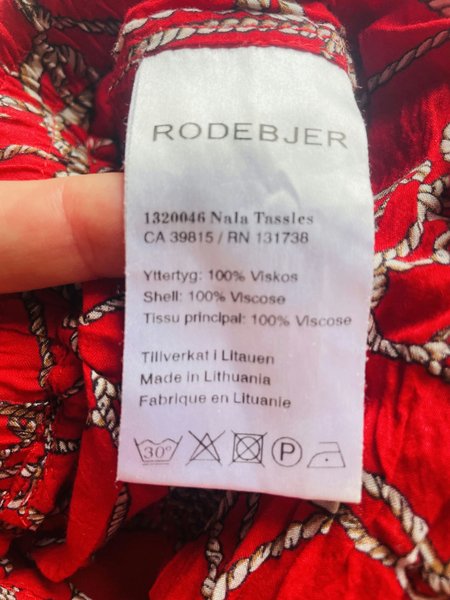 RODEBJER
1320046 Nala Tassles
CA 39815 / RN 131738
Yttertyg: 100% Viskos
Shell: 100% Viscose
Tissu principal: 100% Viscose
Tillverkat i Litauen
Made in Lithuania
Fabrique en Lituanie
30° P